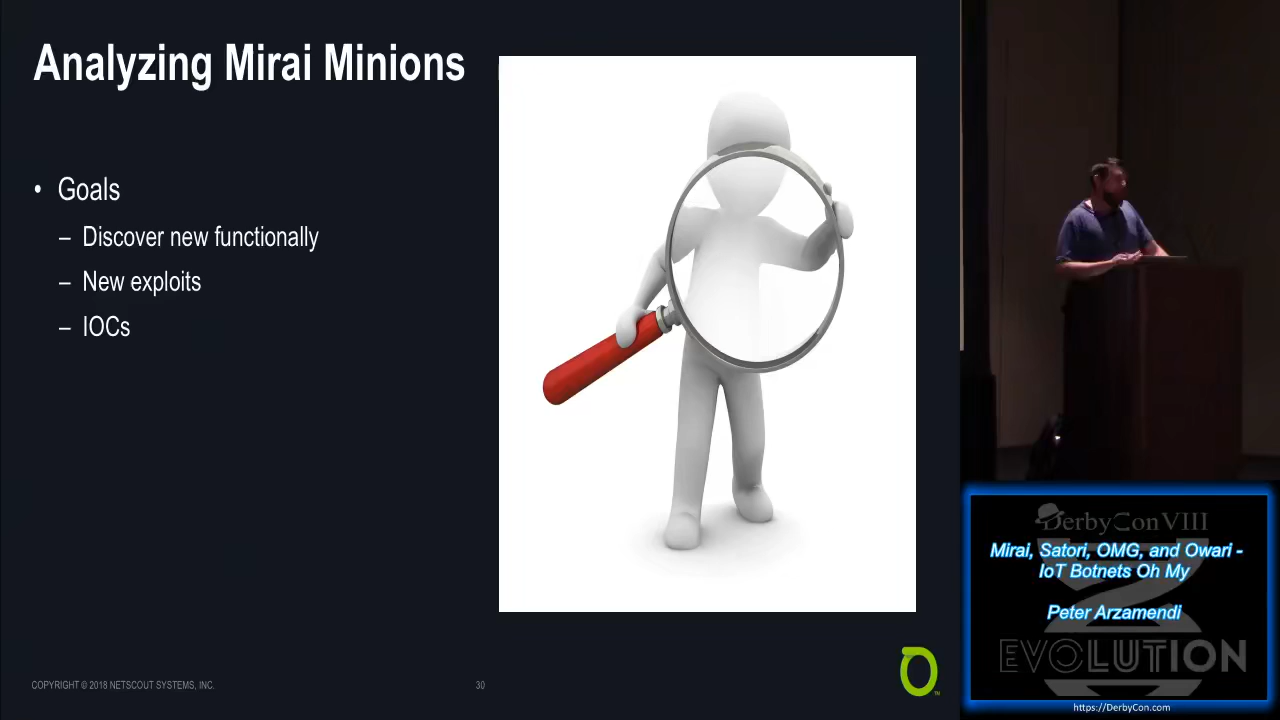 Analyzing Mirai Minions
• Goals
– Discover new functionally
– New exploits
– IOCs
COPYRIGHT © 2018 NETSCOUT SYSTEMS, INC.
30
TM
DerbyCon VIII
Mirai, Satori, OMG, and Owari -
IoT Botnets Oh My
Peter Arzamendi
EVOLUTION
https://DerbyCon.com